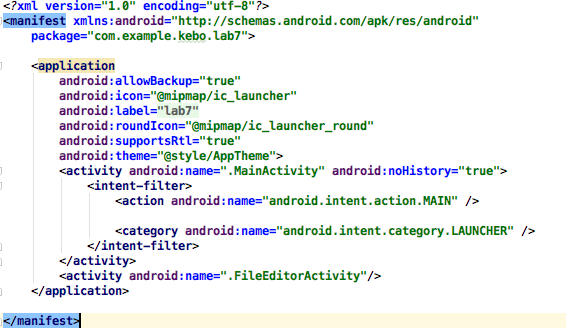 <?xml version="1.0" encoding="utf-8"?>
<manifest xmlns:android="http://schemas.android.com/apk/res/android"
    package="com.example.kebo.lab7">

    <application
        android:allowBackup="true"
        android:icon="@mipmap/ic_launcher"
        android:label="lab7"
        android:roundIcon="@mipmap/ic_launcher_round"
        android:supportsRtl="true"
        android:theme="@style/AppTheme">
        <activity android:name=".MainActivity" android:noHistory="true">
            <intent-filter>
                <action android:name="android.intent.action.MAIN" />

                <category android:name="android.intent.category.LAUNCHER" />
            </intent-filter>
        </activity>
        <activity android:name=".FileEditorActivity"/>
    </application>

</manifest>